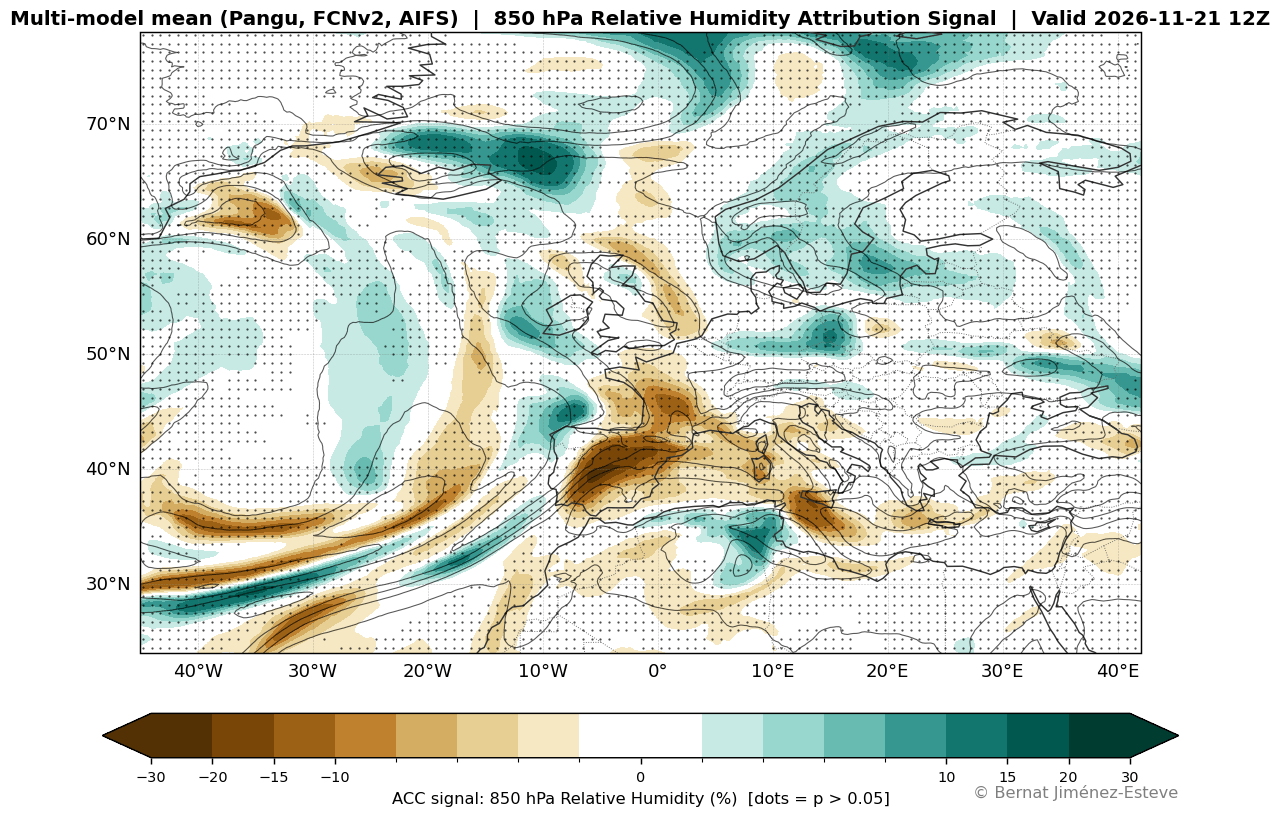 Multi-model mean (Pangu, FCNv2, AIFS)  |  850 hPa Relative Humidity Attribution Signal  |  Valid 2026-11-21 12Z
70°N
60°N
50°N
40°N
30°N
40°W 30°W 20°W 10°W 0° 10°E 20°E 30°E 40°E
−30 −20 −15 −10 0 10 15 20 30
ACC signal: 850 hPa Relative Humidity (%)  [dots = p > 0.05]
© Bernat Jiménez-Esteve